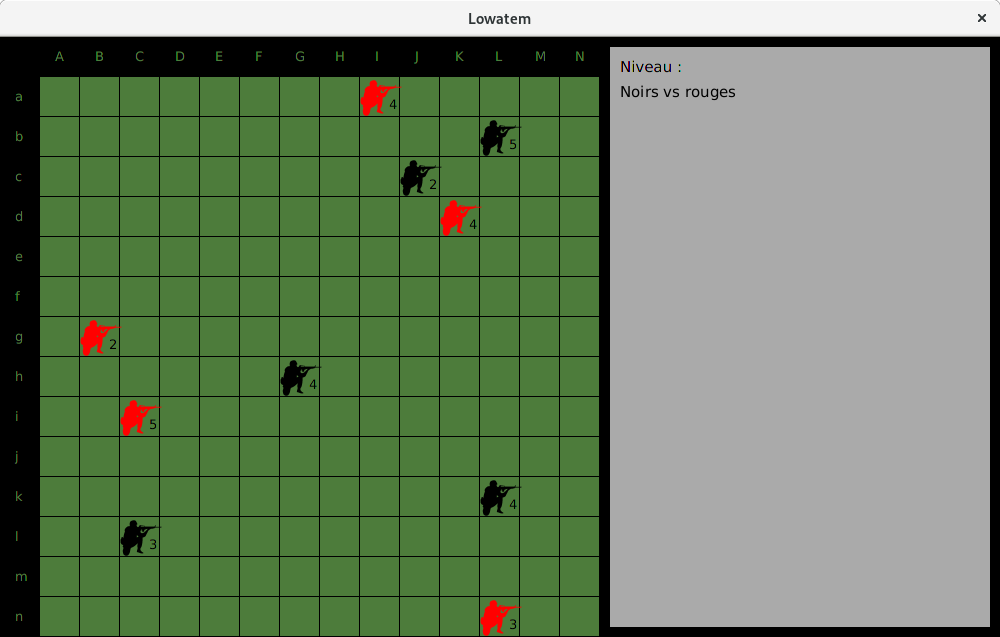 Lowatem ×
A B C D E F G H I J K L M N
Niveau :
Noirs vs rouges
a 4
b 5
c 2
d 4
e
f
g 2
h 4
i 5
j
k 4
l 3
m
n 3